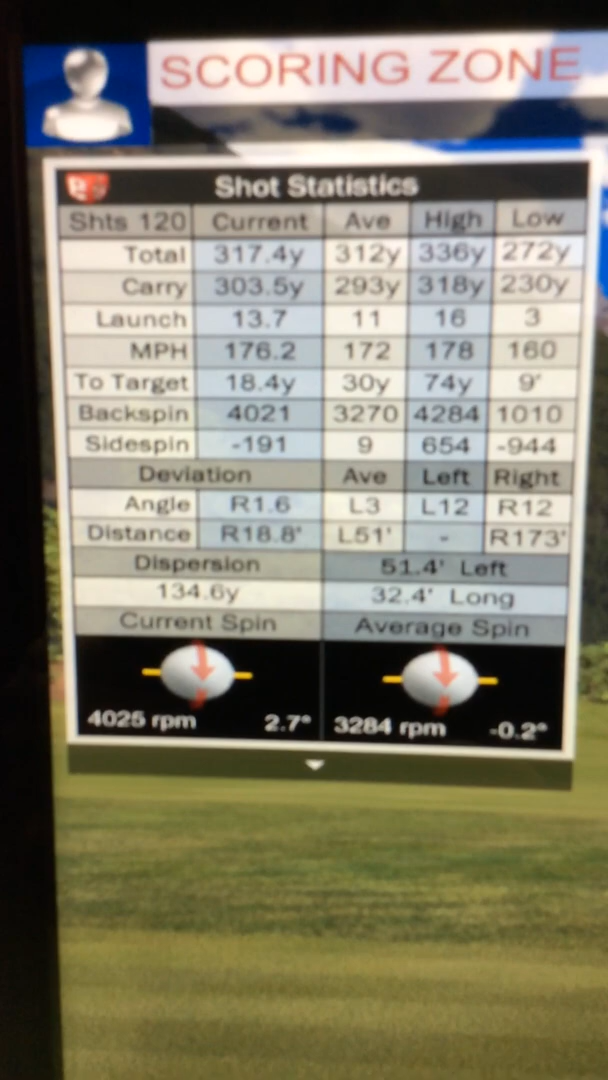 SCORING ZONE
Shot Statistics
Shts 120 Current Ave High Low
Total 317.4y 312y 336y 272y
Carry 303.5y 293y 318y 230y
Launch 13.7 11 16 3
MPH 176.2 172 178 160
To Target 18.4y 30y 74y 9'
Backspin 4021 3270 4284 1010
Sidespin -191 9 654 -944
Deviation Ave Left Right
Angle R1.6 L3 L12 R12
Distance R18.8' L51' - R173'
Dispersion 51.4' Left
134.6y 32.4' Long
Current Spin Average Spin
4025 rpm 2.7° 3284 rpm -0.2°